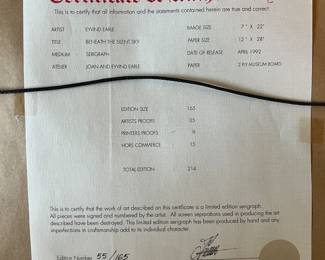 This is to certify that all information and the statements contained herein are true and correct.
ARTIST EYVIND EARLE IMAGE SIZE 7" X 22"
TITLE BENEATH THE SILENT SKY PAPER SIZE 12" X 28"
MEDIUM SERIGRAPH DATE OF RELEASE APRIL 1992
ATELIER JOAN AND EYVIND EARLE PAPER 2 PLY MUSEUM BOARD
EDITION SIZE 165
ARTISTS PROOFS 25
PRINTERS PROOFS 9
HORS COMMERCE 15
TOTAL EDITION 214
This is to certify that the work of art described on this certificate is a limited edition serigraph.
All pieces were signed and numbered by the artist. All screen separations used in producing the art
described have been destroyed. This limited edition serigraph has been produced by hand and any
imperfections in craftsmanship add to its individual character.
Edition Number 55/165